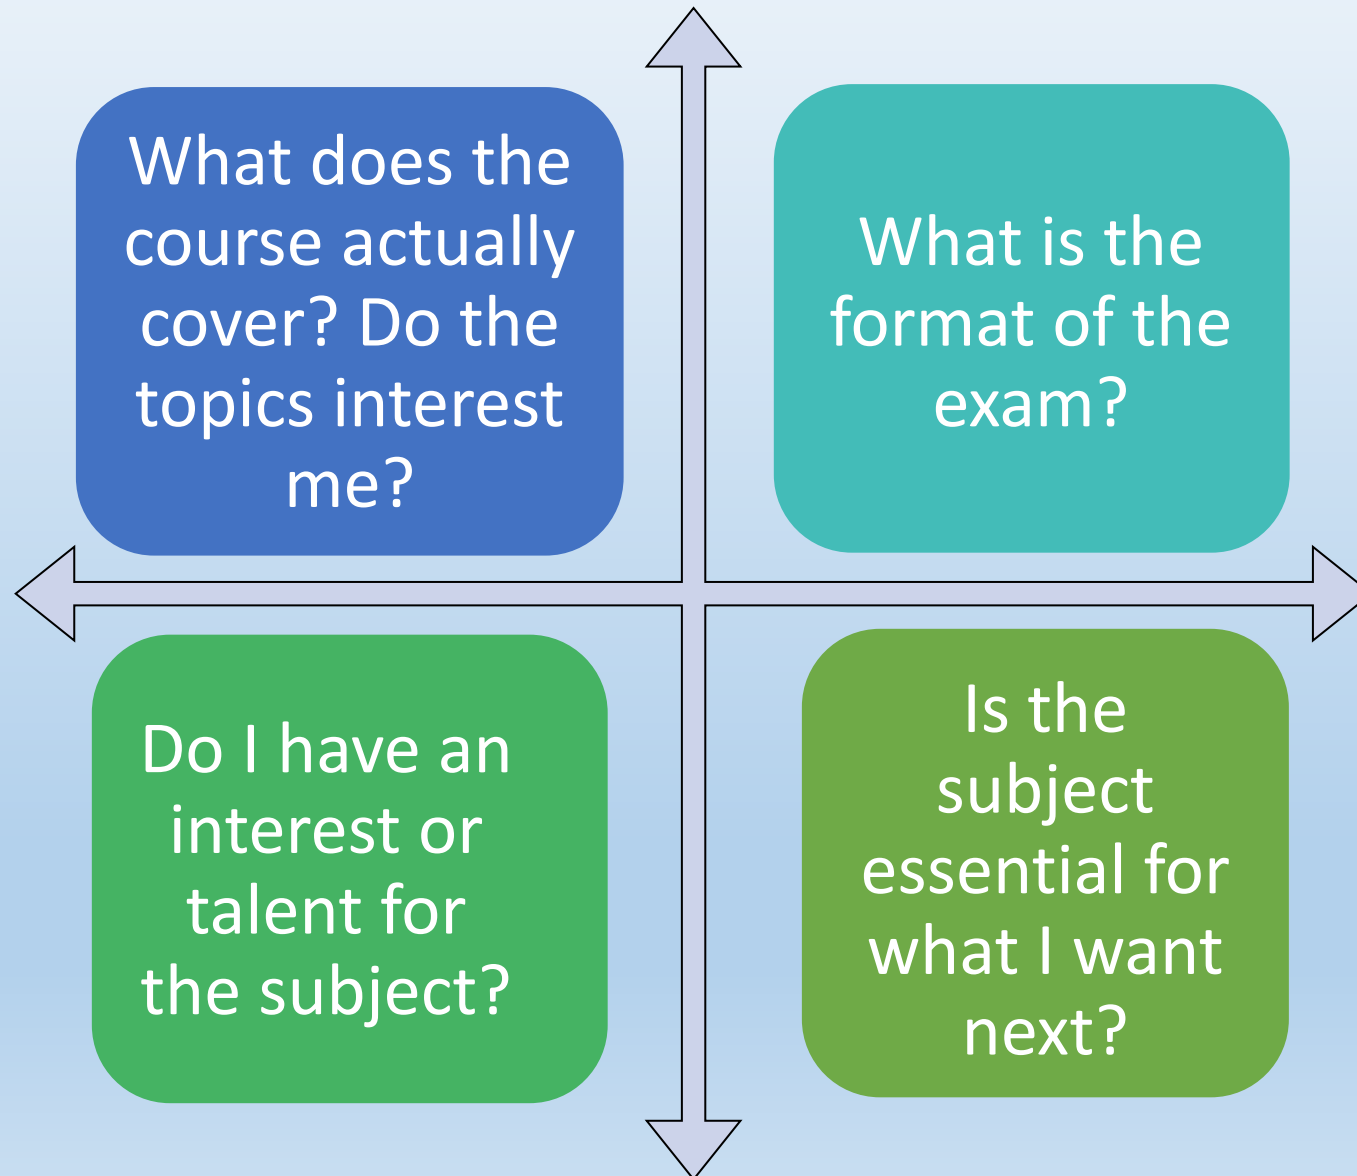 What does the
course actually
cover? Do the
topics interest
me?
What is the
format of the
exam?
Do I have an
interest or
talent for
the subject?
Is the
subject
essential for
what I want
next?